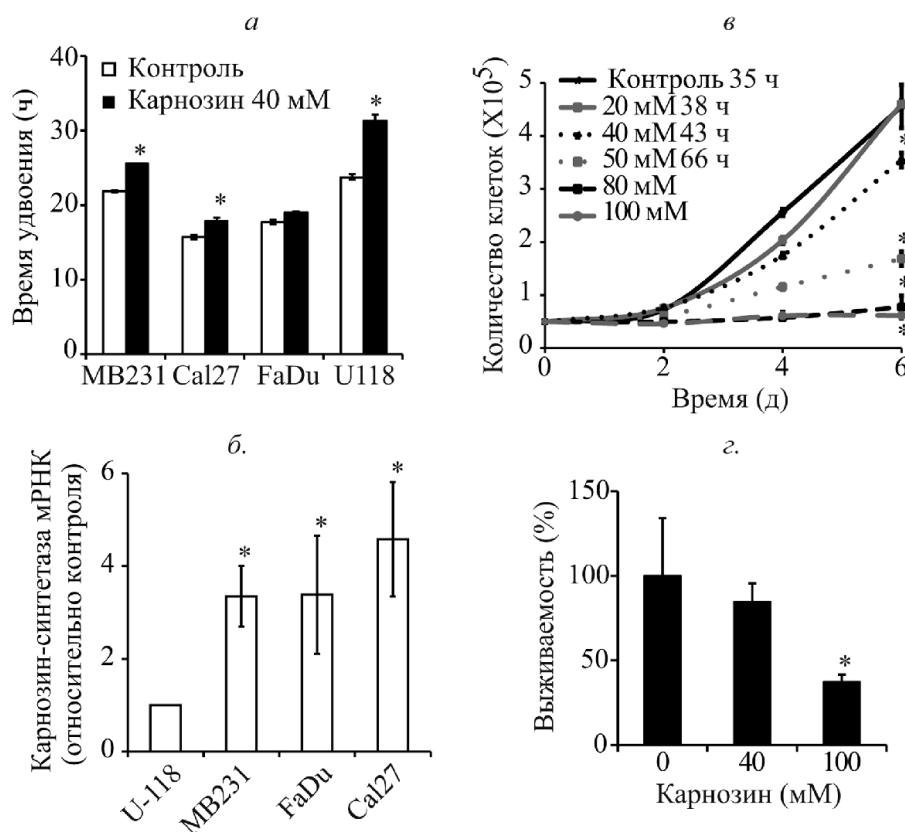 а
40
30
20
10
0
Время удвоения (ч)
Контроль
Карнозин 40 мМ
*
*
*
MB231 Cal27 FaDu U118
в
5
4
3
2
1
0
Количество клеток (X10⁵)
Контроль 35 ч
20 мМ 38 ч
40 мМ 43 ч
50 мМ 66 ч
80 мМ
100 мМ
*
*
*
*
0 2 4 6
Время (д)
б.
6
4
2
0
Карнозин-синтетаза мРНК
(относительно контроля)
*
*
*
U-118 MB231 FaDu Cal27
г.
150
100
50
0
Выживаемость (%)
*
0 40 100
Карнозин (мМ)